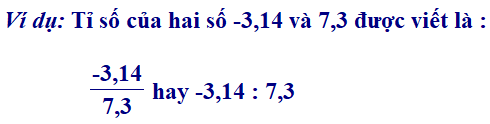 Ví dụ: Tỉ số của hai số -3,14 và 7,3 được viết là :
-3,14
7,3
hay -3,14 : 7,3